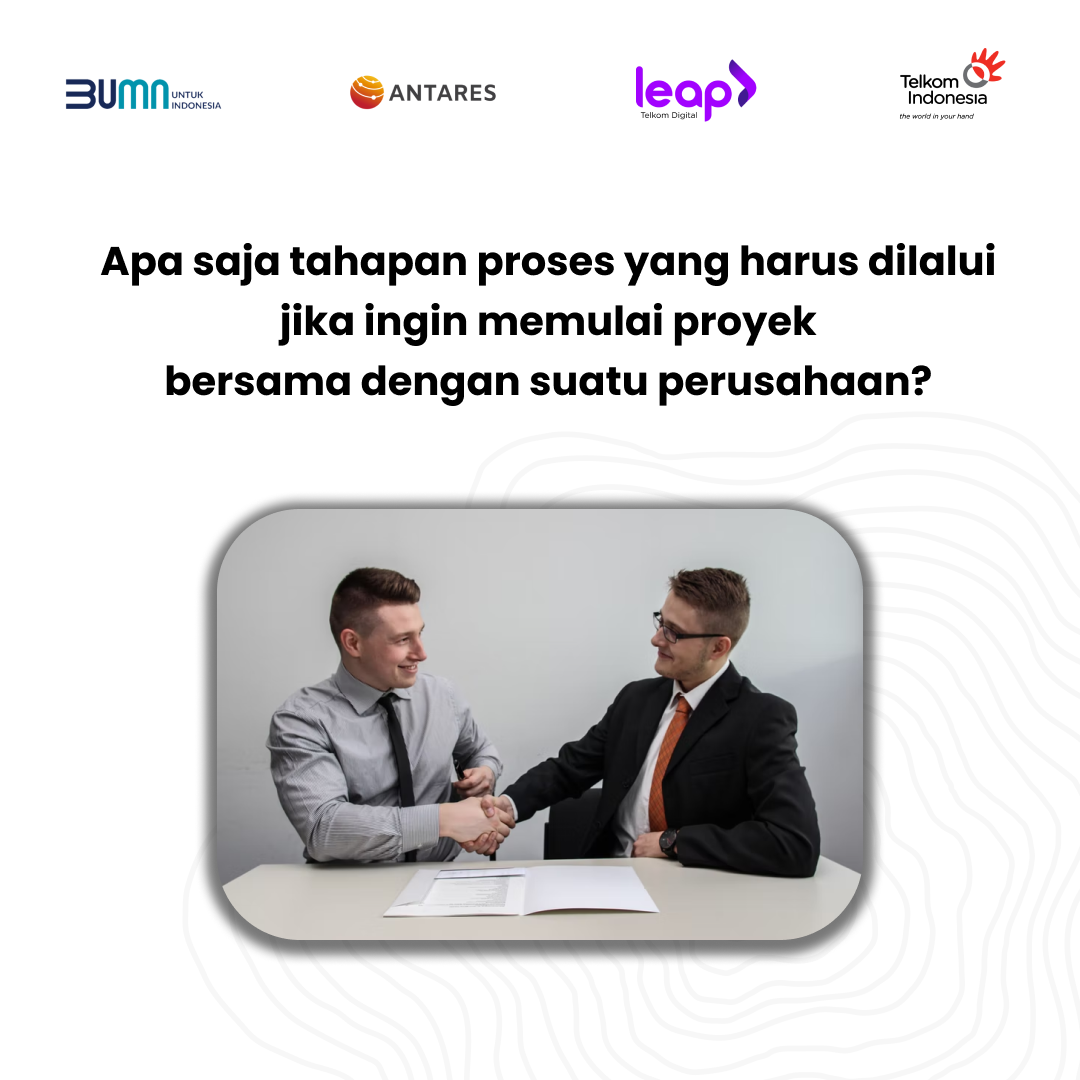 BUMN UNTUK
INDONESIA
ANTARES
leap
Telkom Digital
Telkom
Indonesia
the world in your hand
Apa saja tahapan proses yang harus dilalui
jika ingin memulai proyek
bersama dengan suatu perusahaan?